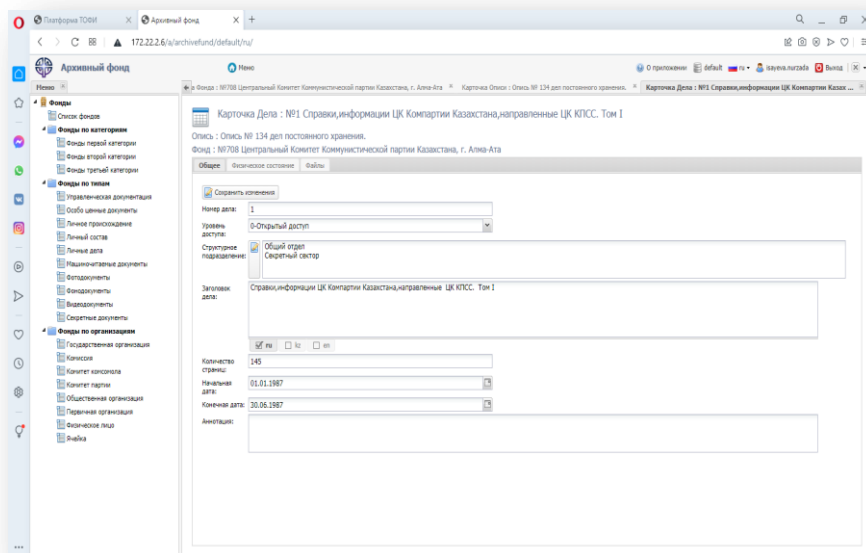 Платформа ТОФИ
Архивный фонд
172.22.2.6/a/archivefund/default/ru/
Архивный фонд
Меню
О приложении
default
ru
isayeva.nurzada
Выход
Меню
а Фонда : №708 Центральный Комитет Коммунистической партии Казахстана, г. Алма-Ата
Карточка Описи : Опись № 134 дел постоянного хранения.
Карточка Дела : №1 Справки,информации ЦК Компартии Казах ...
Фонды
Список фондов
Фонды по категориям
Фонды первой категории
Фонды второй категории
Фонды третьей категории
Фонды по типам
Управленческая документация
Особо ценные документы
Личное происхождение
Личный состав
Личные дела
Машиночитаемые документы
Фотодокументы
Фонодокументы
Видеодокументы
Секретные документы
Фонды по организациям
Государственная организация
Комиссия
Комитет комсомола
Комитет партии
Общественная организация
Первичная организация
Физическое лицо
Ячейка
Карточка Дела : №1 Справки,информации ЦК Компартии Казахстана,направленные ЦК КПСС. Том I
Опись : Опись № 134 дел постоянного хранения.
Фонд : №708 Центральный Комитет Коммунистической партии Казахстана, г. Алма-Ата
Общее
Физическое состояние
Файлы
Сохранить изменения
Номер дела: 1
Уровень доступа: 0-Открытый доступ
Структурное подразделение: Общий отдел
Секретный сектор
Заголовок дела: Справки,информации ЦК Компартии Казахстана,направленные ЦК КПСС. Том I
ru kz en
Количество страниц: 145
Начальная дата: 01.01.1987
Конечная дата: 30.06.1987
Аннотация: